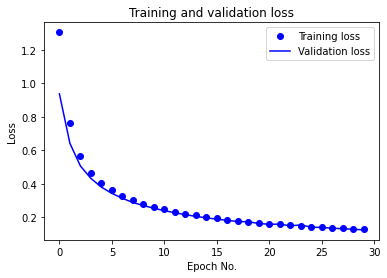 Training and validation loss
Training loss
Validation loss
1.2
1.0
0.8
0.6
0.4
0.2
Loss
0 5 10 15 20 25 30
Epoch No.